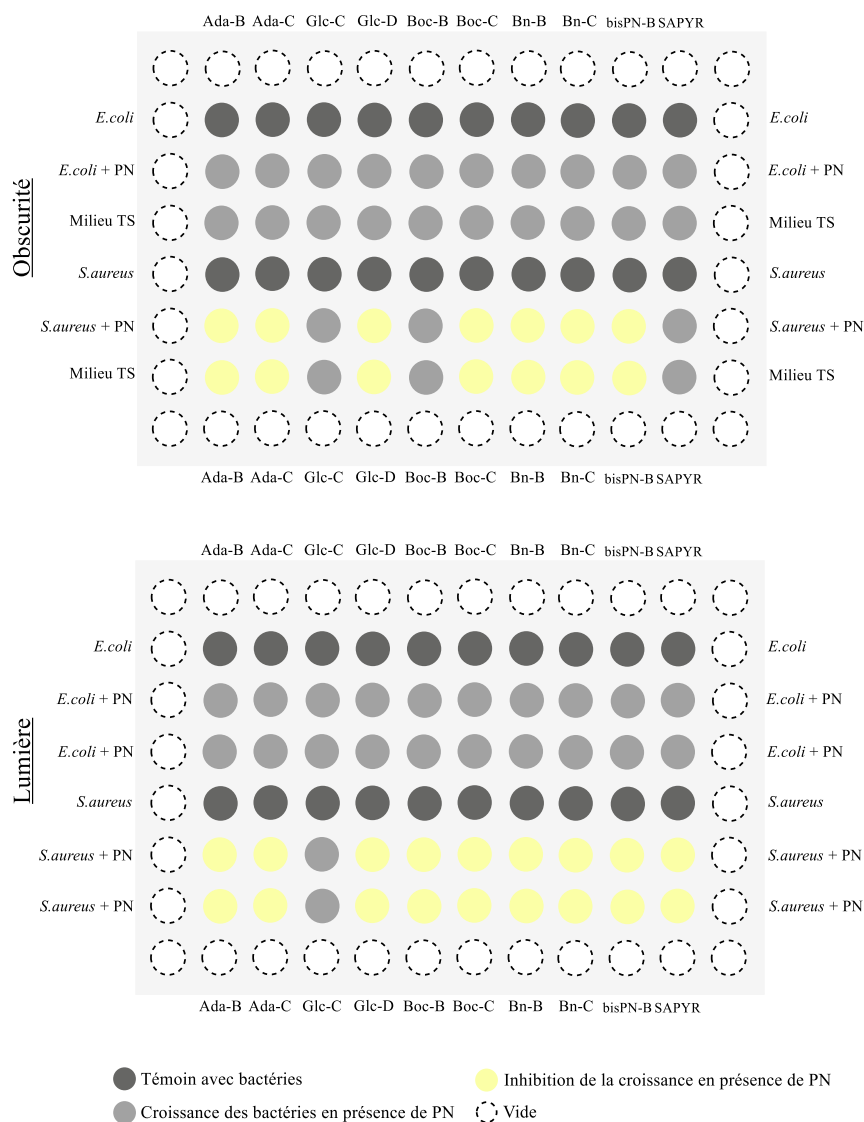 Ada-B Ada-C Glc-C Glc-D Boc-B Boc-C Bn-B Bn-C bisPN-B SAPYR
Obscurité
E.coli E.coli
E.coli + PN E.coli + PN
Milieu TS Milieu TS
S.aureus S.aureus
S.aureus + PN S.aureus + PN
Milieu TS Milieu TS
Ada-B Ada-C Glc-C Glc-D Boc-B Boc-C Bn-B Bn-C bisPN-B SAPYR
Ada-B Ada-C Glc-C Glc-D Boc-B Boc-C Bn-B Bn-C bisPN-B SAPYR
Lumière
E.coli E.coli
E.coli + PN E.coli + PN
E.coli + PN E.coli + PN
S.aureus S.aureus
S.aureus + PN S.aureus + PN
S.aureus + PN S.aureus + PN
Ada-B Ada-C Glc-C Glc-D Boc-B Boc-C Bn-B Bn-C bisPN-B SAPYR
Témoin avec bactéries Inhibition de la croissance en présence de PN
Croissance des bactéries en présence de PN Vide